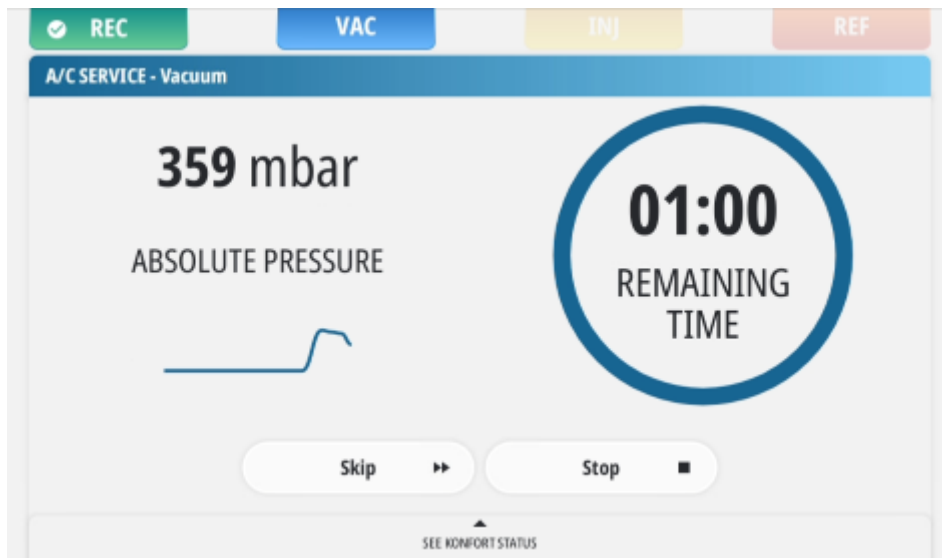 REC
VAC
INJ
REF
A/C SERVICE - Vacuum
359 mbar
ABSOLUTE PRESSURE
01:00
REMAINING
TIME
Skip
Stop
SEE KONFORT STATUS